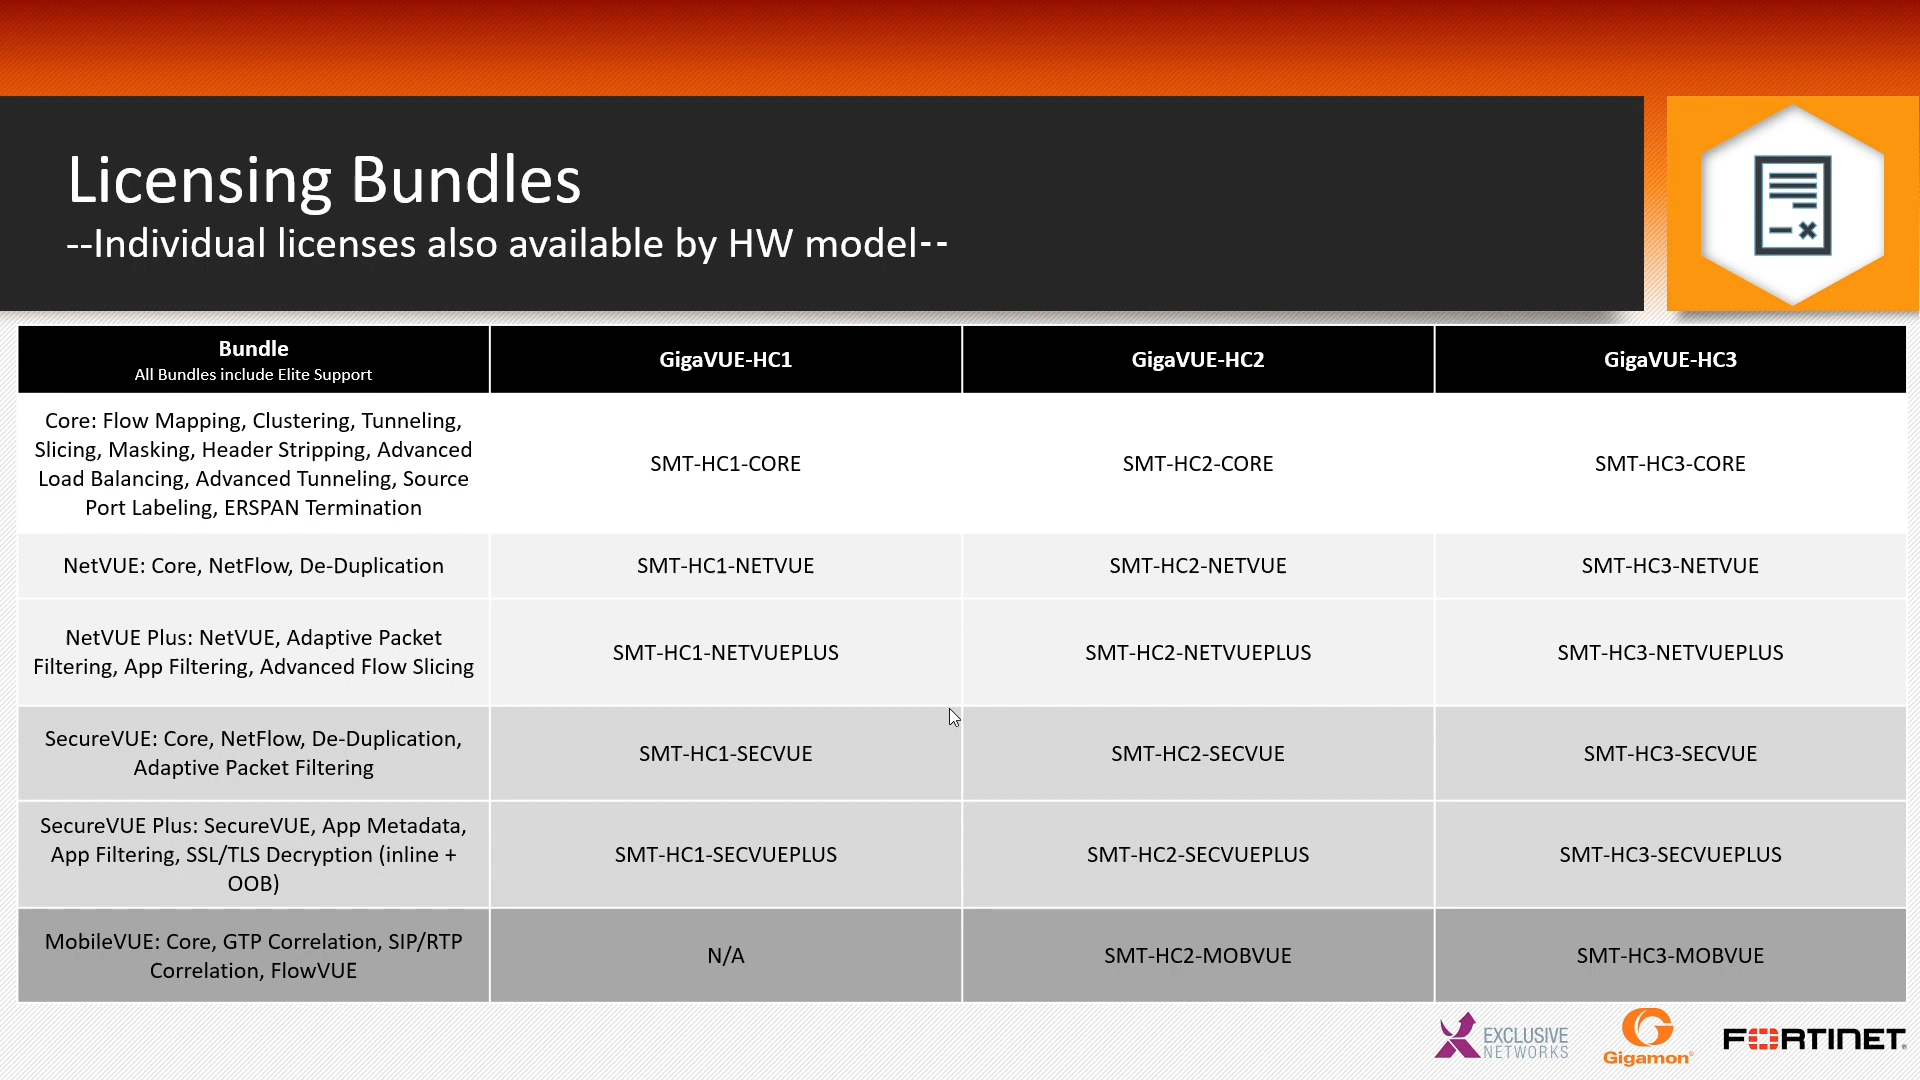 Licensing Bundles
--Individual licenses also available by HW model--
Bundle
All Bundles include Elite Support
GigaVUE-HC1
GigaVUE-HC2
GigaVUE-HC3
Core: Flow Mapping, Clustering, Tunneling,
Slicing, Masking, Header Stripping, Advanced
Load Balancing, Advanced Tunneling, Source
Port Labeling, ERSPAN Termination
SMT-HC1-CORE
SMT-HC2-CORE
SMT-HC3-CORE
NetVUE: Core, NetFlow, De-Duplication
SMT-HC1-NETVUE
SMT-HC2-NETVUE
SMT-HC3-NETVUE
NetVUE Plus: NetVUE, Adaptive Packet
Filtering, App Filtering, Advanced Flow Slicing
SMT-HC1-NETVUEPLUS
SMT-HC2-NETVUEPLUS
SMT-HC3-NETVUEPLUS
SecureVUE: Core, NetFlow, De-Duplication,
Adaptive Packet Filtering
SMT-HC1-SECVUE
SMT-HC2-SECVUE
SMT-HC3-SECVUE
SecureVUE Plus: SecureVUE, App Metadata,
App Filtering, SSL/TLS Decryption (inline +
OOB)
SMT-HC1-SECVUEPLUS
SMT-HC2-SECVUEPLUS
SMT-HC3-SECVUEPLUS
MobileVUE: Core, GTP Correlation, SIP/RTP
Correlation, FlowVUE
N/A
SMT-HC2-MOBVUE
SMT-HC3-MOBVUE
EXCLUSIVE
NETWORKS
Gigamon®
FORTINET®